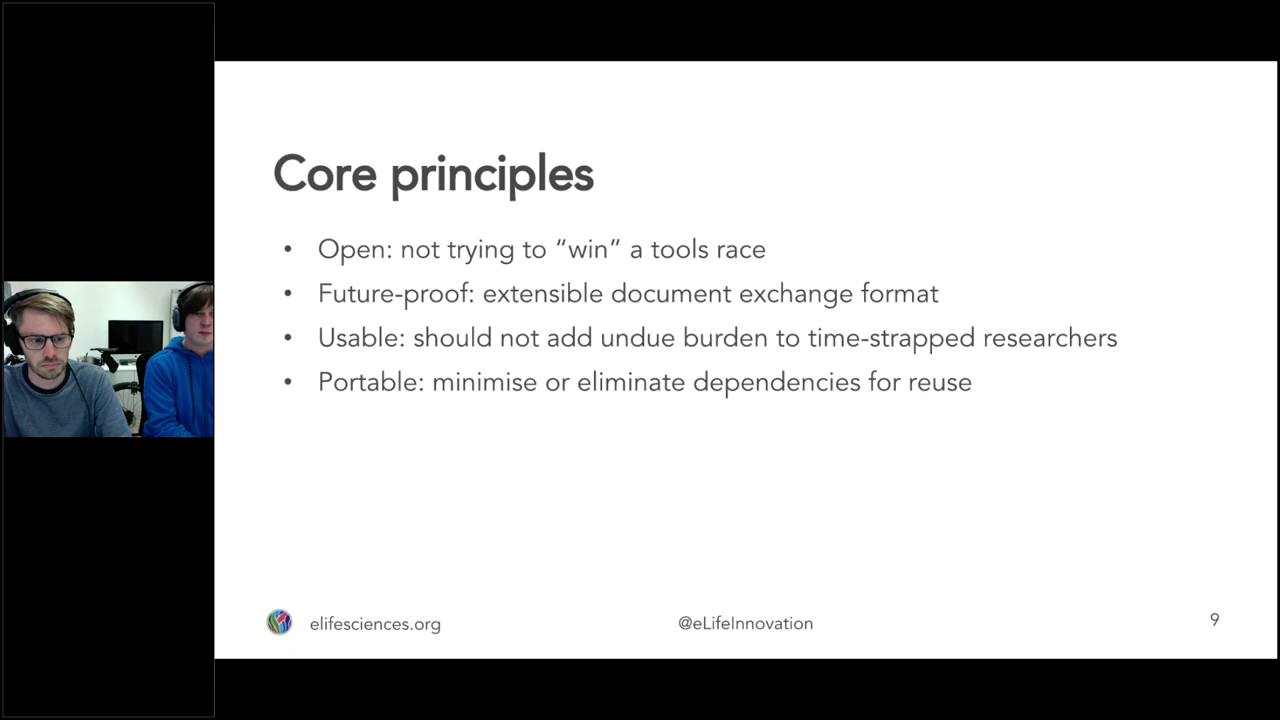 Core principles
• Open: not trying to “win” a tools race
• Future-proof: extensible document exchange format
• Usable: should not add undue burden to time-strapped researchers
• Portable: minimise or eliminate dependencies for reuse
elifesciences.org
@eLifeInnovation
9